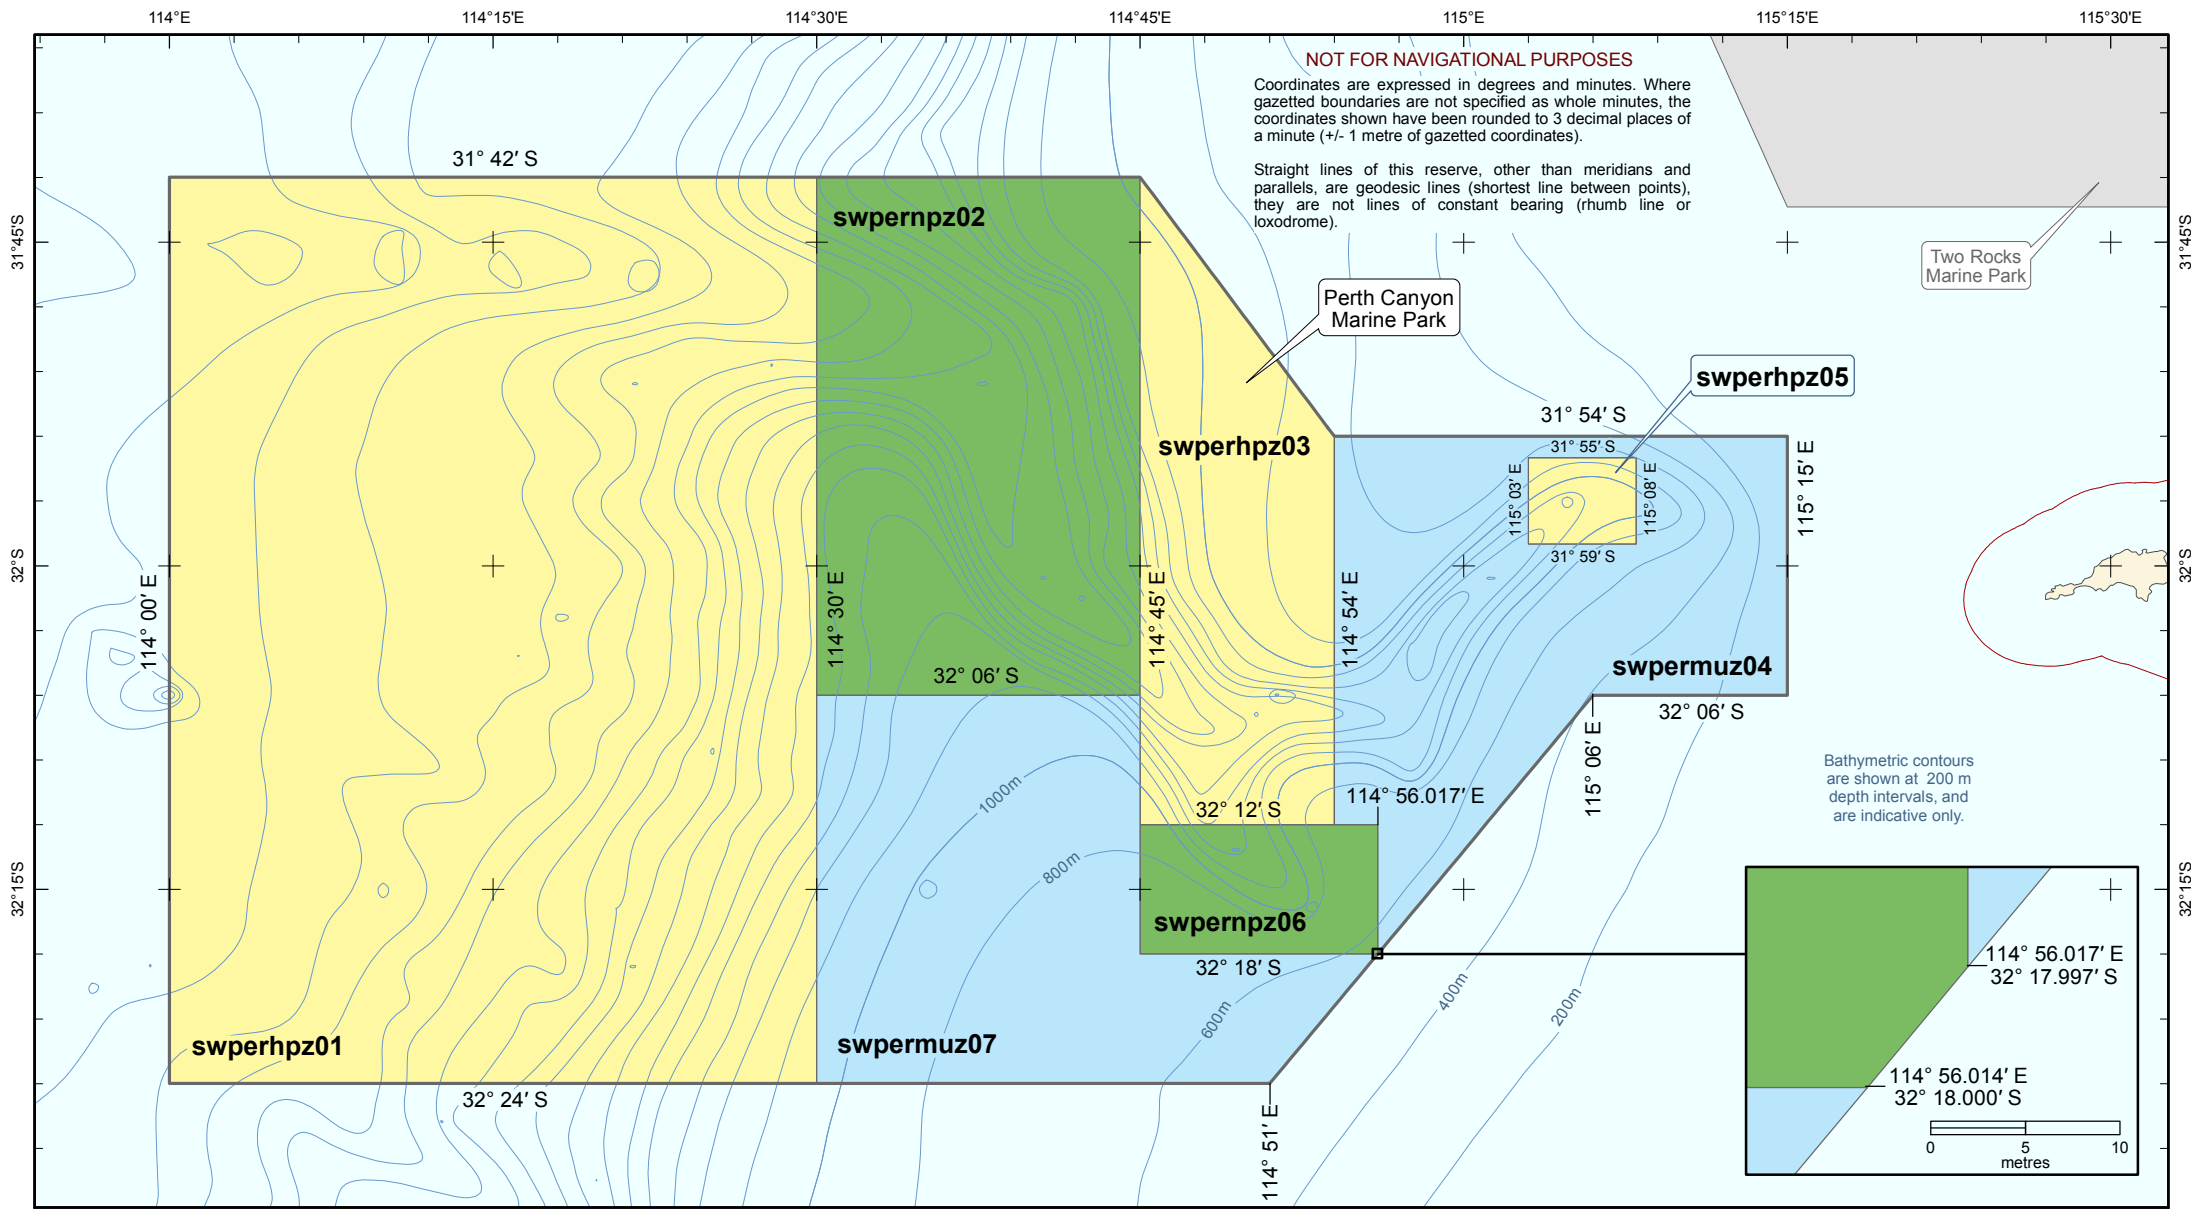 114°E
114°15'E
114°30'E
114°45'E
115°E
115°15'E
115°30'E
NOT FOR NAVIGATIONAL PURPOSES
Coordinates are expressed in degrees and minutes. Where
gazetted boundaries are not specified as whole minutes, the
coordinates shown have been rounded to 3 decimal places of
a minute (+/- 1 metre of gazetted coordinates).
Straight lines of this reserve, other than meridians and
parallels, are geodesic lines (shortest line between points),
they are not lines of constant bearing (rhumb line or
loxodrome).
31° 42′ S
swpernpz02
31°45'S
31°45'S
Two Rocks
Marine Park
Perth Canyon
Marine Park
swperhpz05
31° 54′ S
swperhpz03
31° 55′ S
115° 03′ E
115° 08′ E
115° 15′ E
31° 59′ S
32°S
32°S
114° 00′ E
114° 30′ E
114° 45′ E
114° 54′ E
32° 06′ S
swpermuz04
32° 06′ S
115° 06′ E
Bathymetric contours
are shown at 200 m
depth intervals, and
are indicative only.
1000m
32° 12′ S
114° 56.017′ E
800m
32°15'S
32°15'S
swpernpz06
32° 18′ S
600m
400m
200m
114° 56.017′ E
32° 17.997′ S
114° 56.014′ E
32° 18.000′ S
0
5
10
metres
swperhpz01
swpermuz07
32° 24′ S
114° 51′ E